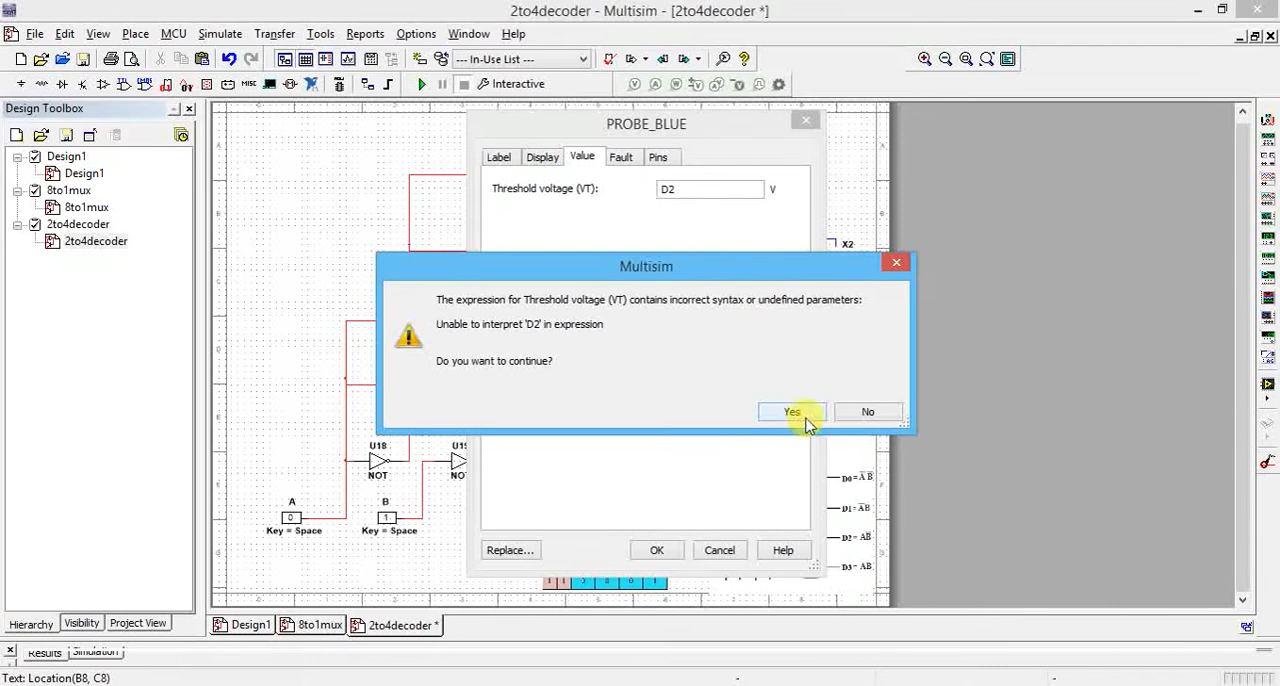 2to4decoder - Multisim - [2to4decoder *]
File Edit View Place MCU Simulate Transfer Tools Reports Options Window Help
--- In-Use List ---
MISC
Interactive
Design Toolbox
Design1
Design1
8to1mux
8to1mux
2to4decoder
2to4decoder
PROBE_BLUE
Label Display Value Fault Pins
Threshold voltage (VT): D2 V
X2
Multisim
The expression for Threshold voltage (VT) contains incorrect syntax or undefined parameters:
Unable to interpret 'D2' in expression
Do you want to continue?
Yes No
U18
NOT
A
0
Key = Space
B
1
Key = Space
Replace... OK Cancel Help
Hierarchy Visibility Project View
Design1 8to1mux 2to4decoder *
Results Simulation
Text: Location(B8, C8) - -